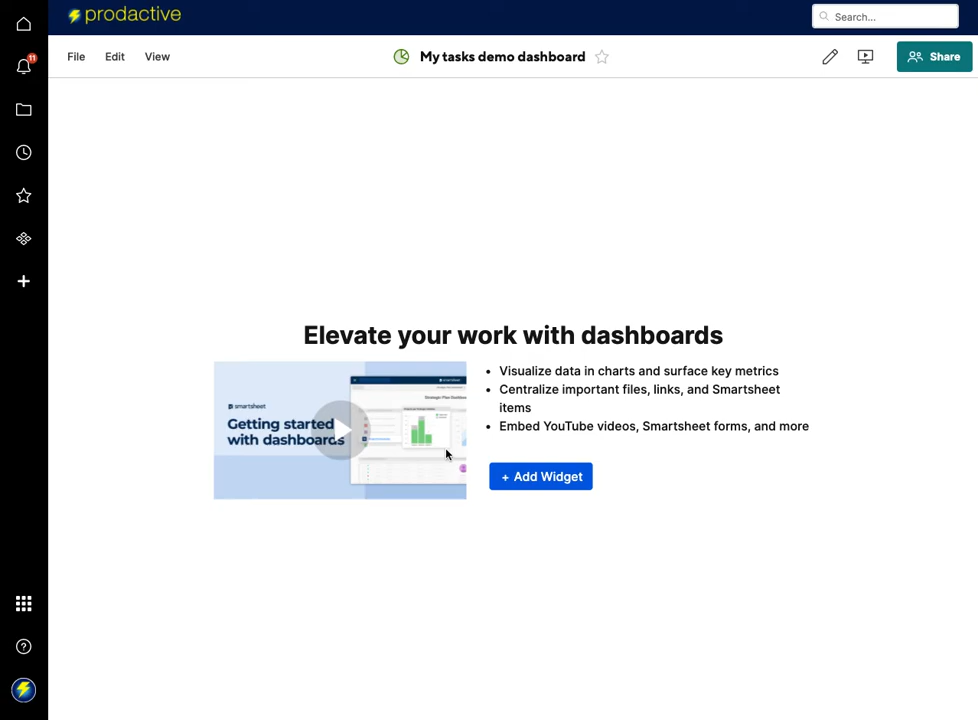 prodactive
Search...
11
File Edit View
My tasks demo dashboard
Share
Elevate your work with dashboards
smartsheet
Getting started
with dashboards
• Visualize data in charts and surface key metrics
• Centralize important files, links, and Smartsheet
items
• Embed YouTube videos, Smartsheet forms, and more
+ Add Widget